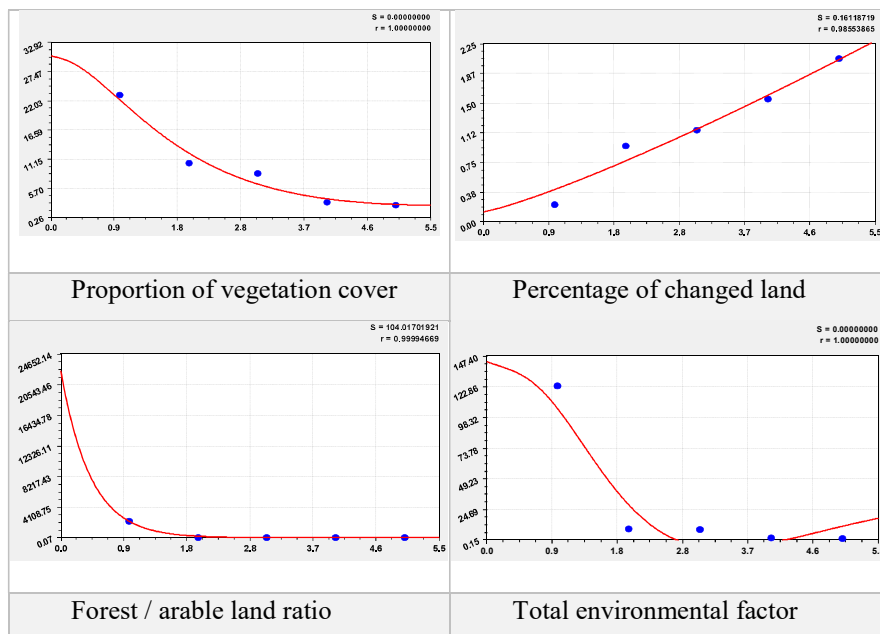 S = 0.00000000
r = 1.00000000
32.92
27.47
22.03
16.59
11.15
5.70
0.26
0.0 0.9 1.8 2.8 3.7 4.6 5.5
S = 0.16118719
r = 0.98553865
2.25
1.87
1.50
1.12
0.75
0.38
0.00
0.0 0.9 1.8 2.8 3.7 4.6 5.5
Proportion of vegetation cover
Percentage of changed land
S = 104.01701921
r = 0.99994669
24652.14
20543.46
16434.78
12326.11
8217.43
4108.75
0.07
0.0 0.9 1.8 2.8 3.7 4.6 5.5
S = 0.00000000
r = 1.00000000
147.40
122.86
98.32
73.78
49.23
24.69
0.15
0.0 0.9 1.8 2.8 3.7 4.6 5.5
Forest / arable land ratio
Total environmental factor